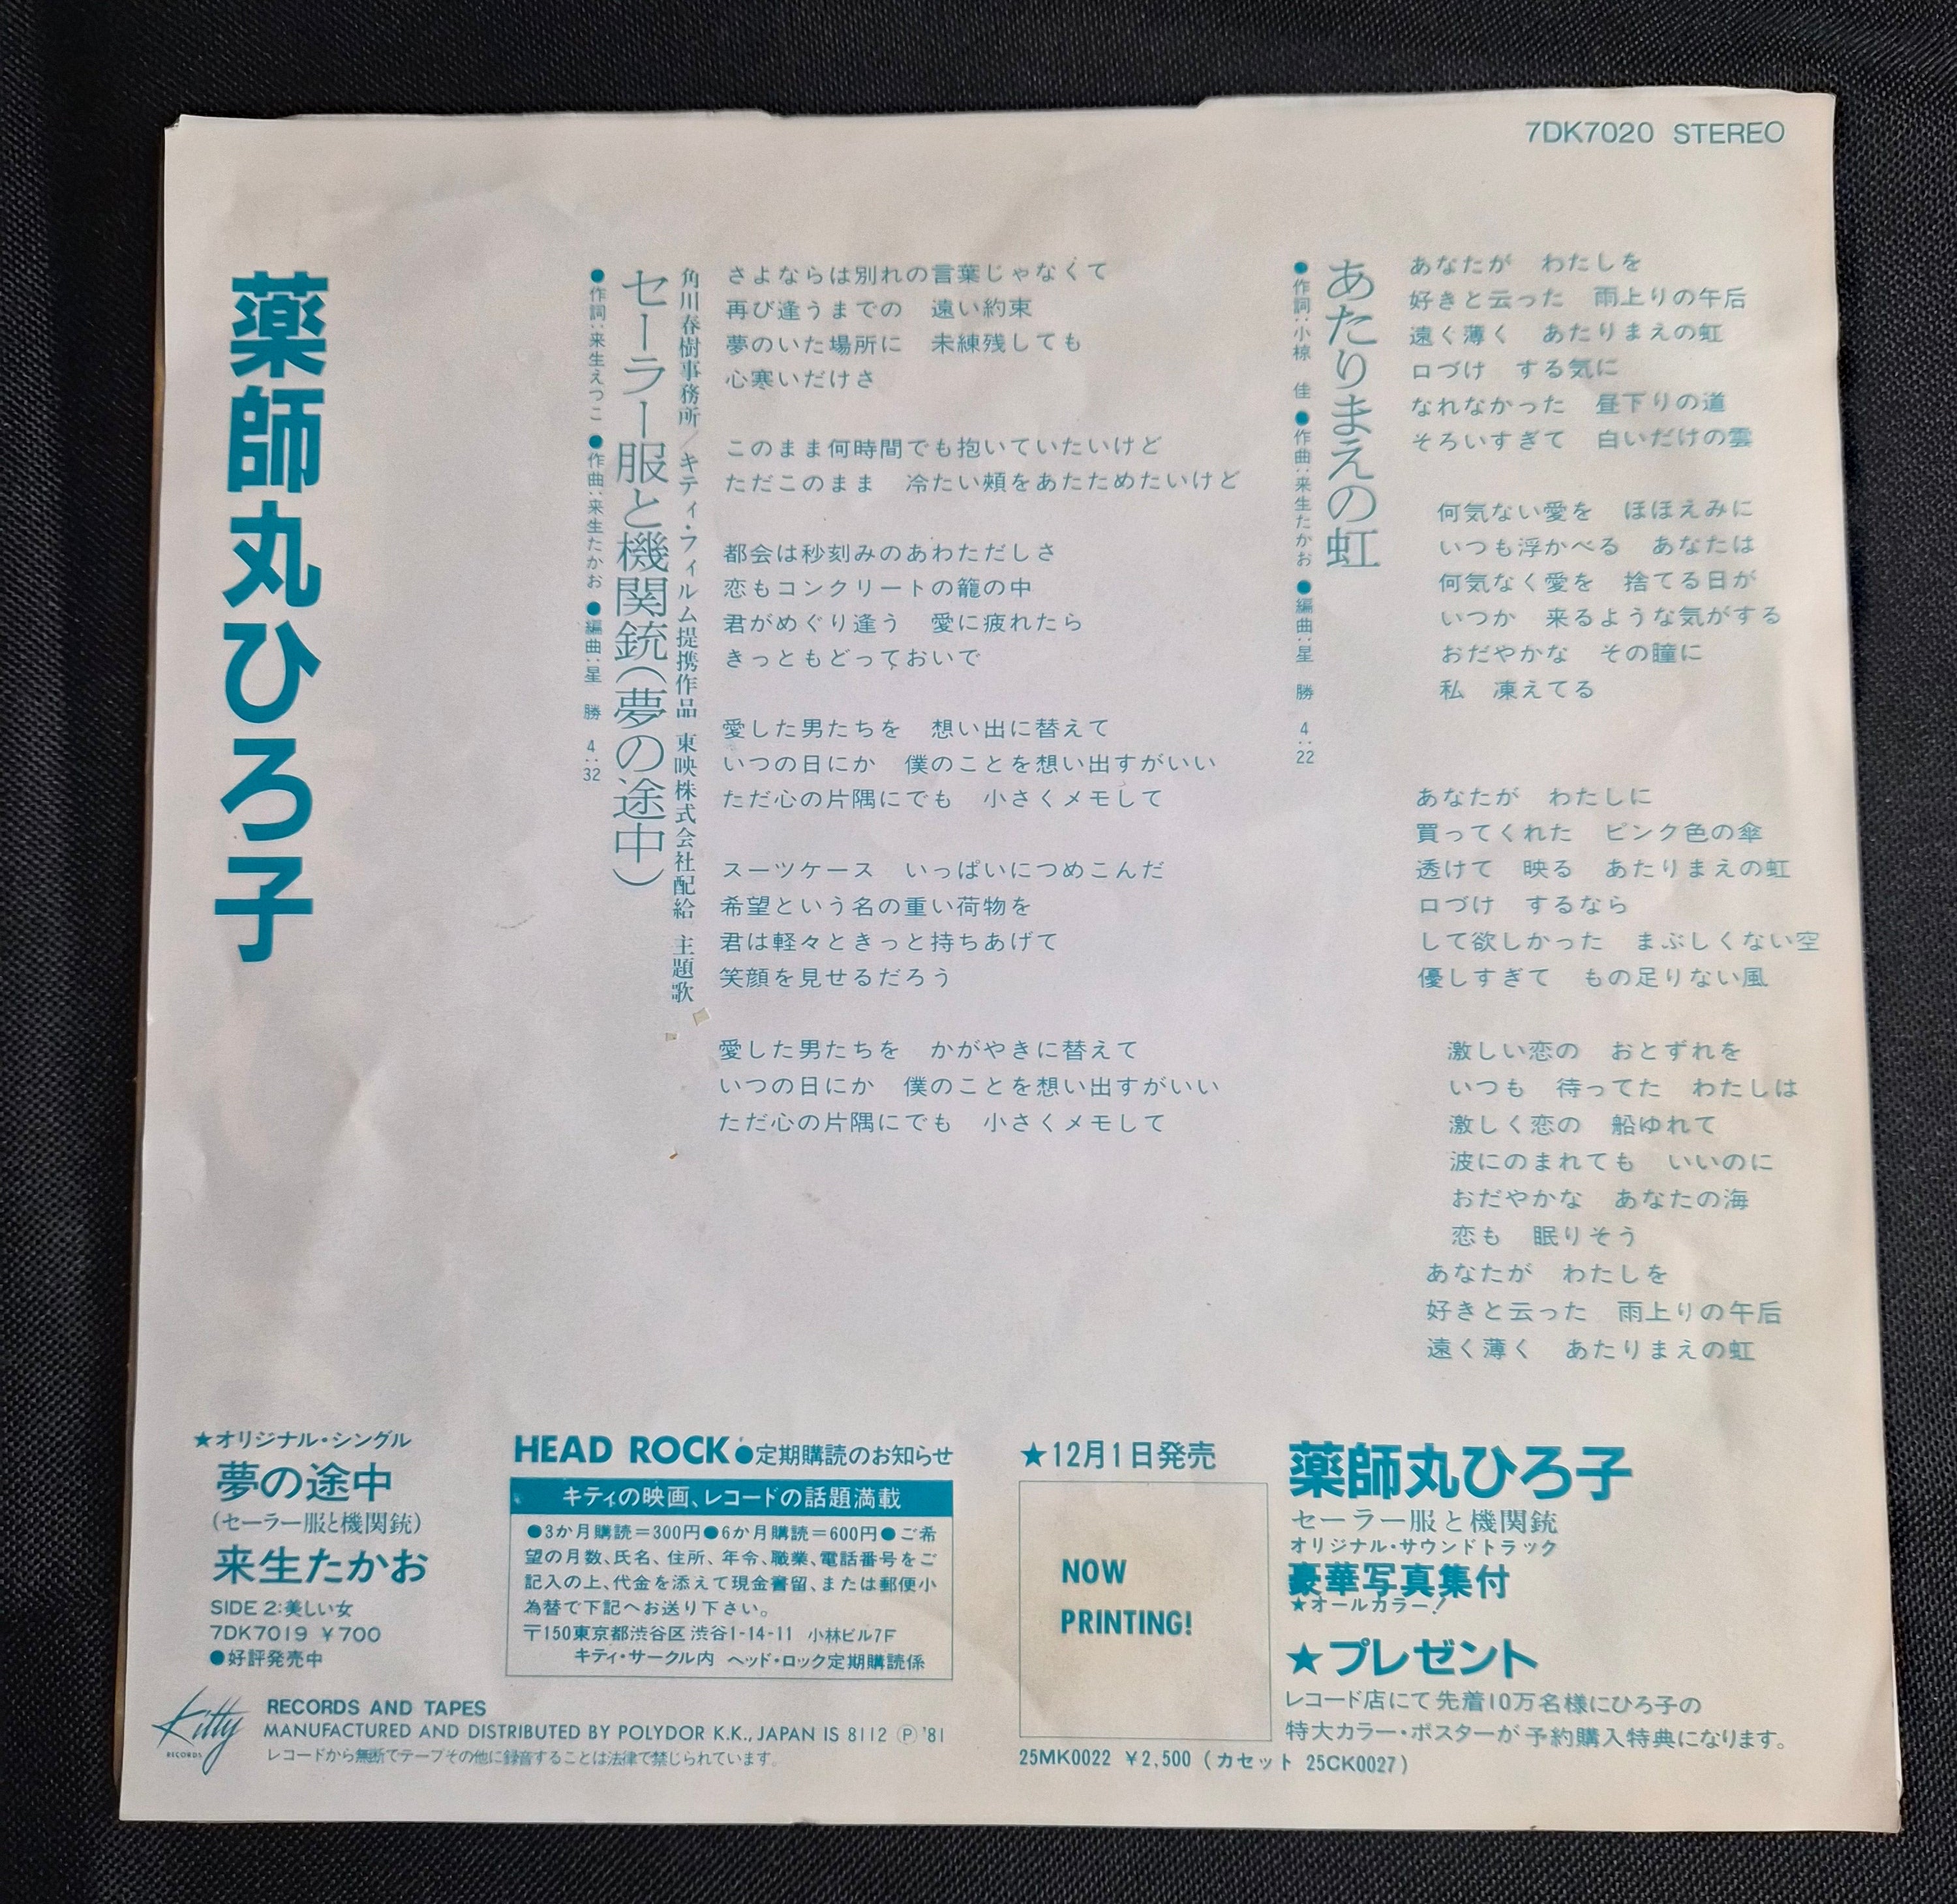 7DK7020 STEREO
薬師丸ひろ子
角川春樹事務所/キティ・フィルム提携作品 東映株式会社配給 主題歌
セーラー服と機関銃(夢の途中)
●作詞:来生えつこ ●作曲:来生たかお ●編曲:星 勝 4:32
さよならは別れの言葉じゃなくて
再び逢うまでの 遠い約束
夢のいた場所に 未練残しても
心寒いだけさ
このまま何時間でも抱いていたいけど
ただこのまま 冷たい頬をあたためたいけど
都会は秒刻みのあわただしさ
恋もコンクリートの籠の中
君がめぐり逢う 愛に疲れたら
きっともどっておいで
愛した男たちを 想い出に替えて
いつの日にか 僕のことを想い出すがいい
ただ心の片隅にでも 小さくメモして
スーツケース いっぱいにつめこんだ
希望という名の重い荷物を
君は軽々ときっと持ちあげて
笑顔を見せるだろう
愛した男たちを かがやきに替えて
いつの日にか 僕のことを想い出すがいい
ただ心の片隅にでも 小さくメモして
あたりまえの虹
●作詞:小椋 佳 ●作曲:来生たかお ●編曲:星 勝 4:22
あなたが わたしを
好きと云った 雨上りの午后
遠く薄く あたりまえの虹
口づけ する気に
なれなかった 昼下りの道
そろいすぎて 白いだけの雲
何気ない愛を ほほえみに
いつも浮かべる あなたは
何気なく愛を 捨てる日が
いつか 来るような気がする
おだやかな その瞳に
私 凍えてる
あなたが わたしに
買ってくれた ピンク色の傘
透けて 映る あたりまえの虹
口づけ するなら
して欲しかった まぶしくない空
優しすぎて もの足りない風
激しい恋の おとずれを
いつも 待ってた わたしは
激しく恋の 船ゆれて
波にのまれても いいのに
おだやかな あなたの海
恋も 眠りそう
あなたが わたしを
好きと云った 雨上りの午后
遠く薄く あたりまえの虹
★オリジナル・シングル
夢の途中
(セーラー服と機関銃)
来生たかお
SIDE 2:美しい女
7DK7019 ¥700
●好評発売中
HEAD ROCK●定期購読のお知らせ
キティの映画、レコードの話題満載
●3か月購読=300円●6か月購読=600円●ご希
望の月数、氏名、住所、年令、職業、電話番号をご
記入の上、代金を添えて現金書留、または郵便小
為替で下記へお送り下さい。
〒150東京都渋谷区渋谷1-14-11 小林ビル7F
キティ・サークル内 ヘッド・ロック定期購読係
★12月1日発売
NOW
PRINTING!
25MK0022 ¥2,500 (カセット 25CK0027)
薬師丸ひろ子
セーラー服と機関銃
オリジナル・サウンドトラック
豪華写真集付
★オールカラー!
★プレゼント
レコード店にて先着10万名様にひろ子の
特大カラー・ポスターが予約購入特典になります。
Kitty
RECORDS
RECORDS AND TAPES
MANUFACTURED AND DISTRIBUTED BY POLYDOR K.K., JAPAN IS 8112 Ⓟ '81
レコードから無断でテープその他に録音することは法律で禁じられています。